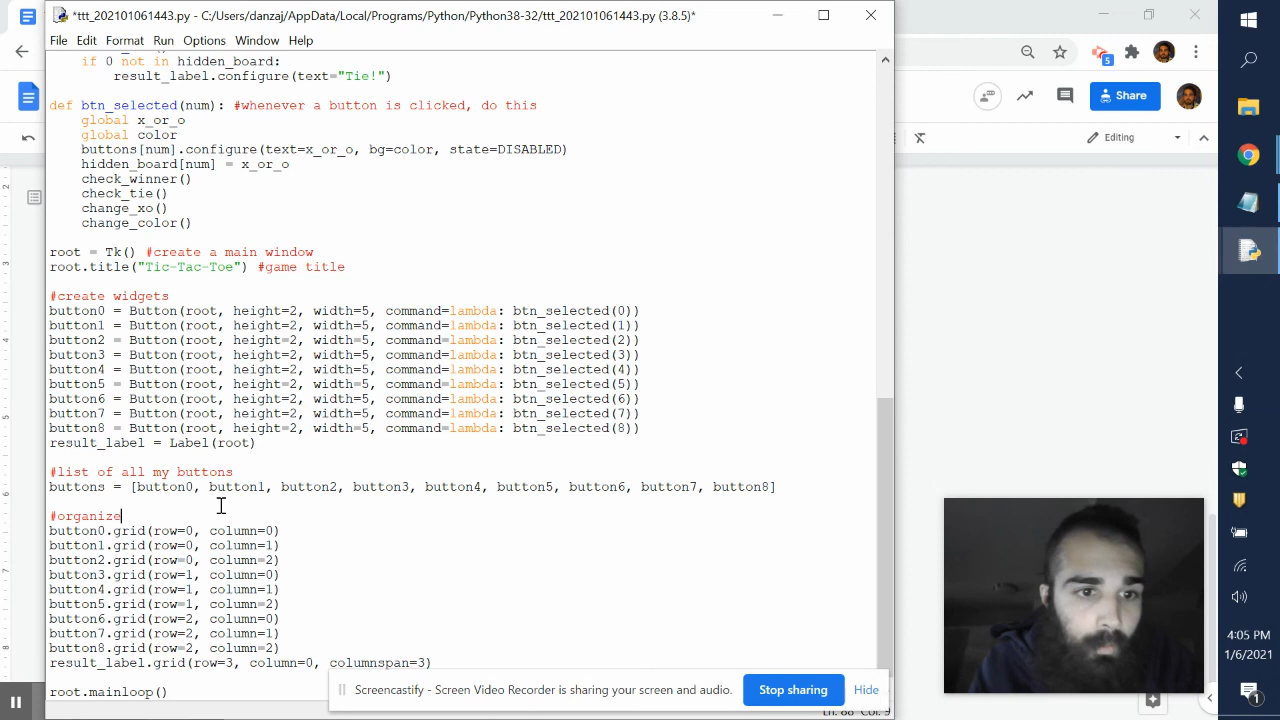 *ttt_202101061443.py - C:/Users/danzaj/AppData/Local/Programs/Python/Python38-32/ttt_202101061443.py (3.8.5)*
File Edit Format Run Options Window Help
if 0 not in hidden_board:
result_label.configure(text="Tie!")
def btn_selected(num): #whenever a button is clicked, do this
global x_or_o
global color
buttons[num].configure(text=x_or_o, bg=color, state=DISABLED)
hidden_board[num] = x_or_o
check_winner()
check_tie()
change_xo()
change_color()
root = Tk() #create a main window
root.title("Tic-Tac-Toe") #game title
#create widgets
button0 = Button(root, height=2, width=5, command=lambda: btn_selected(0))
button1 = Button(root, height=2, width=5, command=lambda: btn_selected(1))
button2 = Button(root, height=2, width=5, command=lambda: btn_selected(2))
button3 = Button(root, height=2, width=5, command=lambda: btn_selected(3))
button4 = Button(root, height=2, width=5, command=lambda: btn_selected(4))
button5 = Button(root, height=2, width=5, command=lambda: btn_selected(5))
button6 = Button(root, height=2, width=5, command=lambda: btn_selected(6))
button7 = Button(root, height=2, width=5, command=lambda: btn_selected(7))
button8 = Button(root, height=2, width=5, command=lambda: btn_selected(8))
result_label = Label(root)
#list of all my buttons
buttons = [button0, button1, button2, button3, button4, button5, button6, button7, button8]
#organize
button0.grid(row=0, column=0)
button1.grid(row=0, column=1)
button2.grid(row=0, column=2)
button3.grid(row=1, column=0)
button4.grid(row=1, column=1)
button5.grid(row=1, column=2)
button6.grid(row=2, column=0)
button7.grid(row=2, column=1)
button8.grid(row=2, column=2)
result_label.grid(row=3, column=0, columnspan=3)
root.mainloop()
Screencastify - Screen Video Recorder is sharing your screen and audio.
Stop sharing
Hide
5
Share
Editing
2
3
4
5
6
7
8
4:05 PM
1/6/2021
1